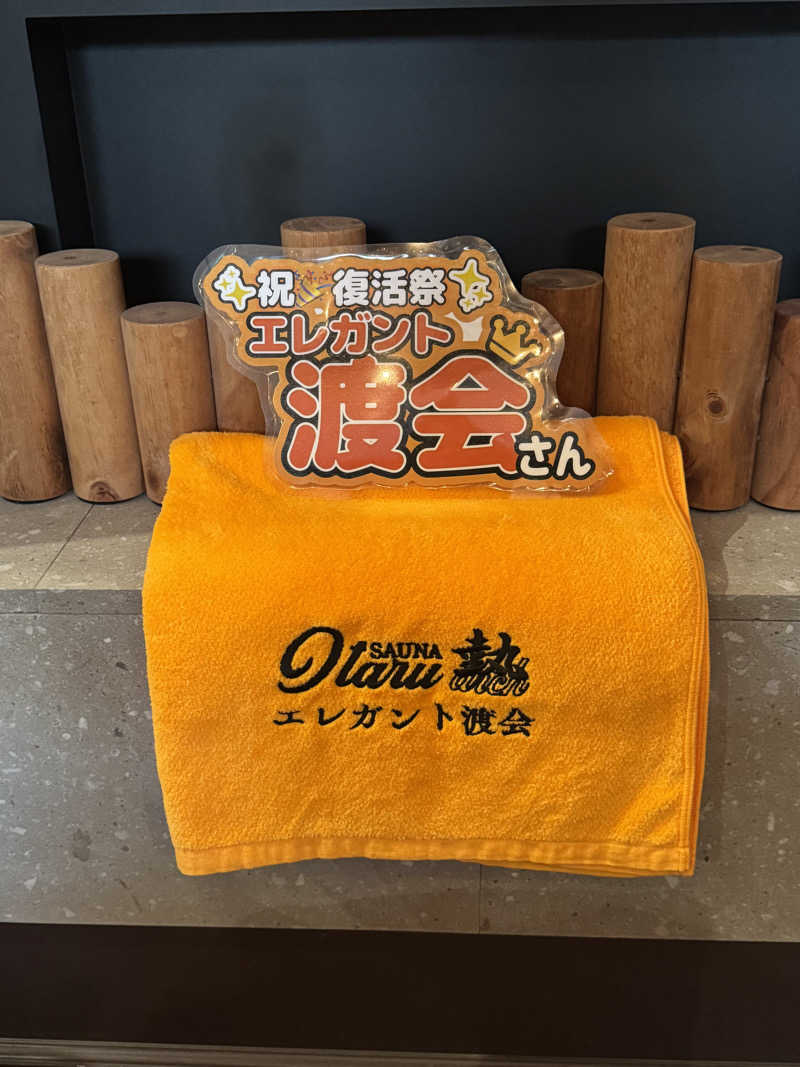 祝 復活祭
エレガント
渡会さん
SAUNA
Otaru 熱
エレガント渡会